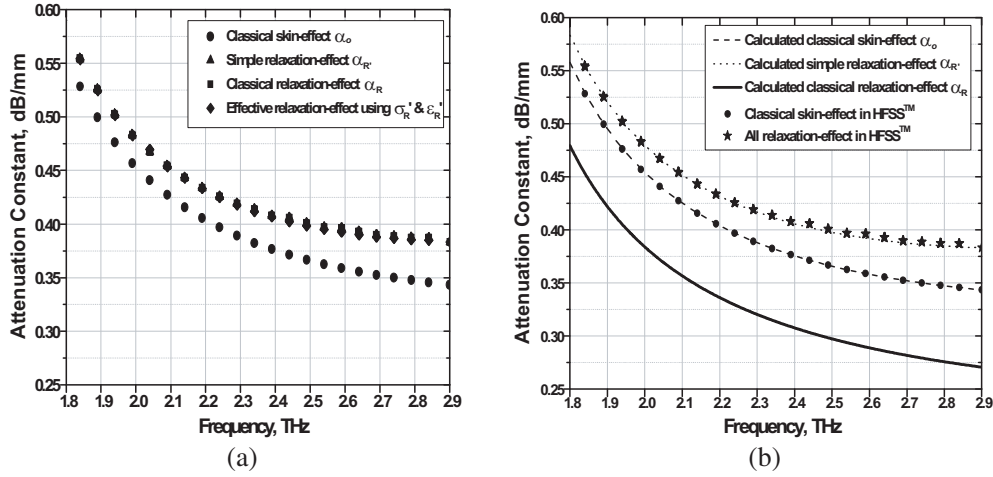 0.60
0.55
0.50
0.45
0.40
0.35
0.30
0.25
Attenuation Constant, dB/mm
Classical skin-effect αo
Simple relaxation-effect αR'
Classical relaxation-effect αR
Effective relaxation-effect using σR' & εR'
1.8 1.9 2.0 2.1 2.2 2.3 2.4 2.5 2.6 2.7 2.8 2.9
Frequency, THz
(a)
0.60
0.55
0.50
0.45
0.40
0.35
0.30
0.25
Attenuation Constant, dB/mm
Calculated classical skin-effect αo
Calculated simple relaxation-effect αR'
Calculated classical relaxation-effect αR
Classical skin-effect in HFSS™
All relaxation-effect in HFSS™
1.8 1.9 2.0 2.1 2.2 2.3 2.4 2.5 2.6 2.7 2.8 2.9
Frequency, THz
(b)